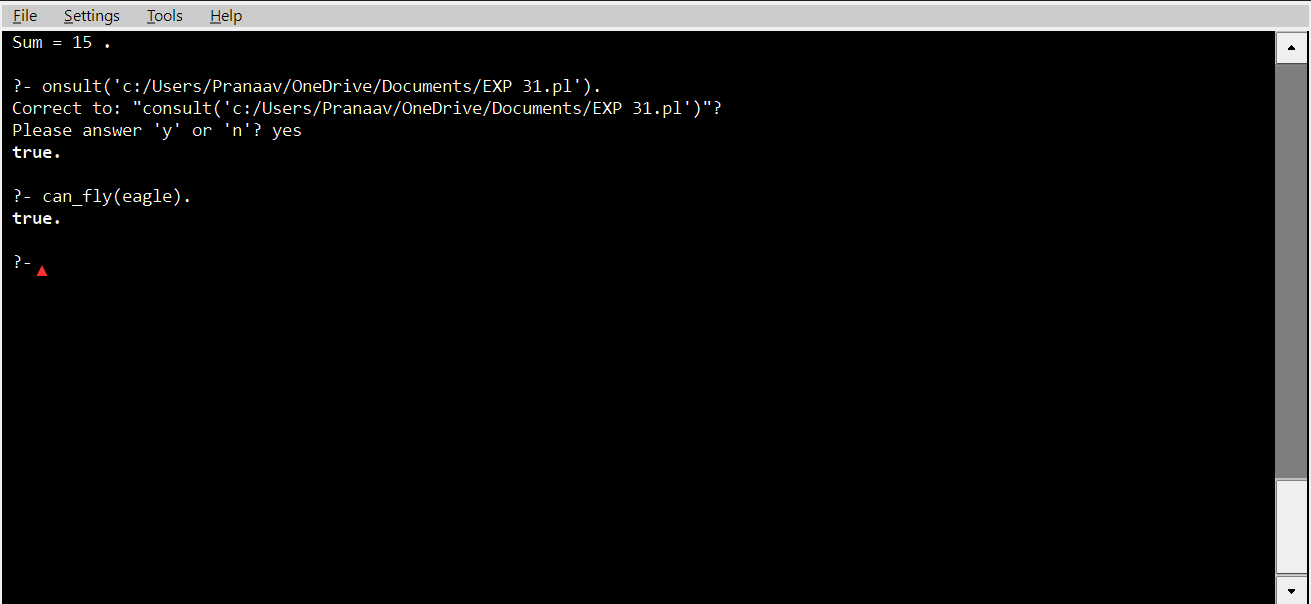 File Settings Tools Help
Sum = 15 .
?- onsult('c:/Users/Pranaav/OneDrive/Documents/EXP 31.pl').
Correct to: "consult('c:/Users/Pranaav/OneDrive/Documents/EXP 31.pl')"?
Please answer 'y' or 'n'? yes
true.
?- can_fly(eagle).
true.
?-